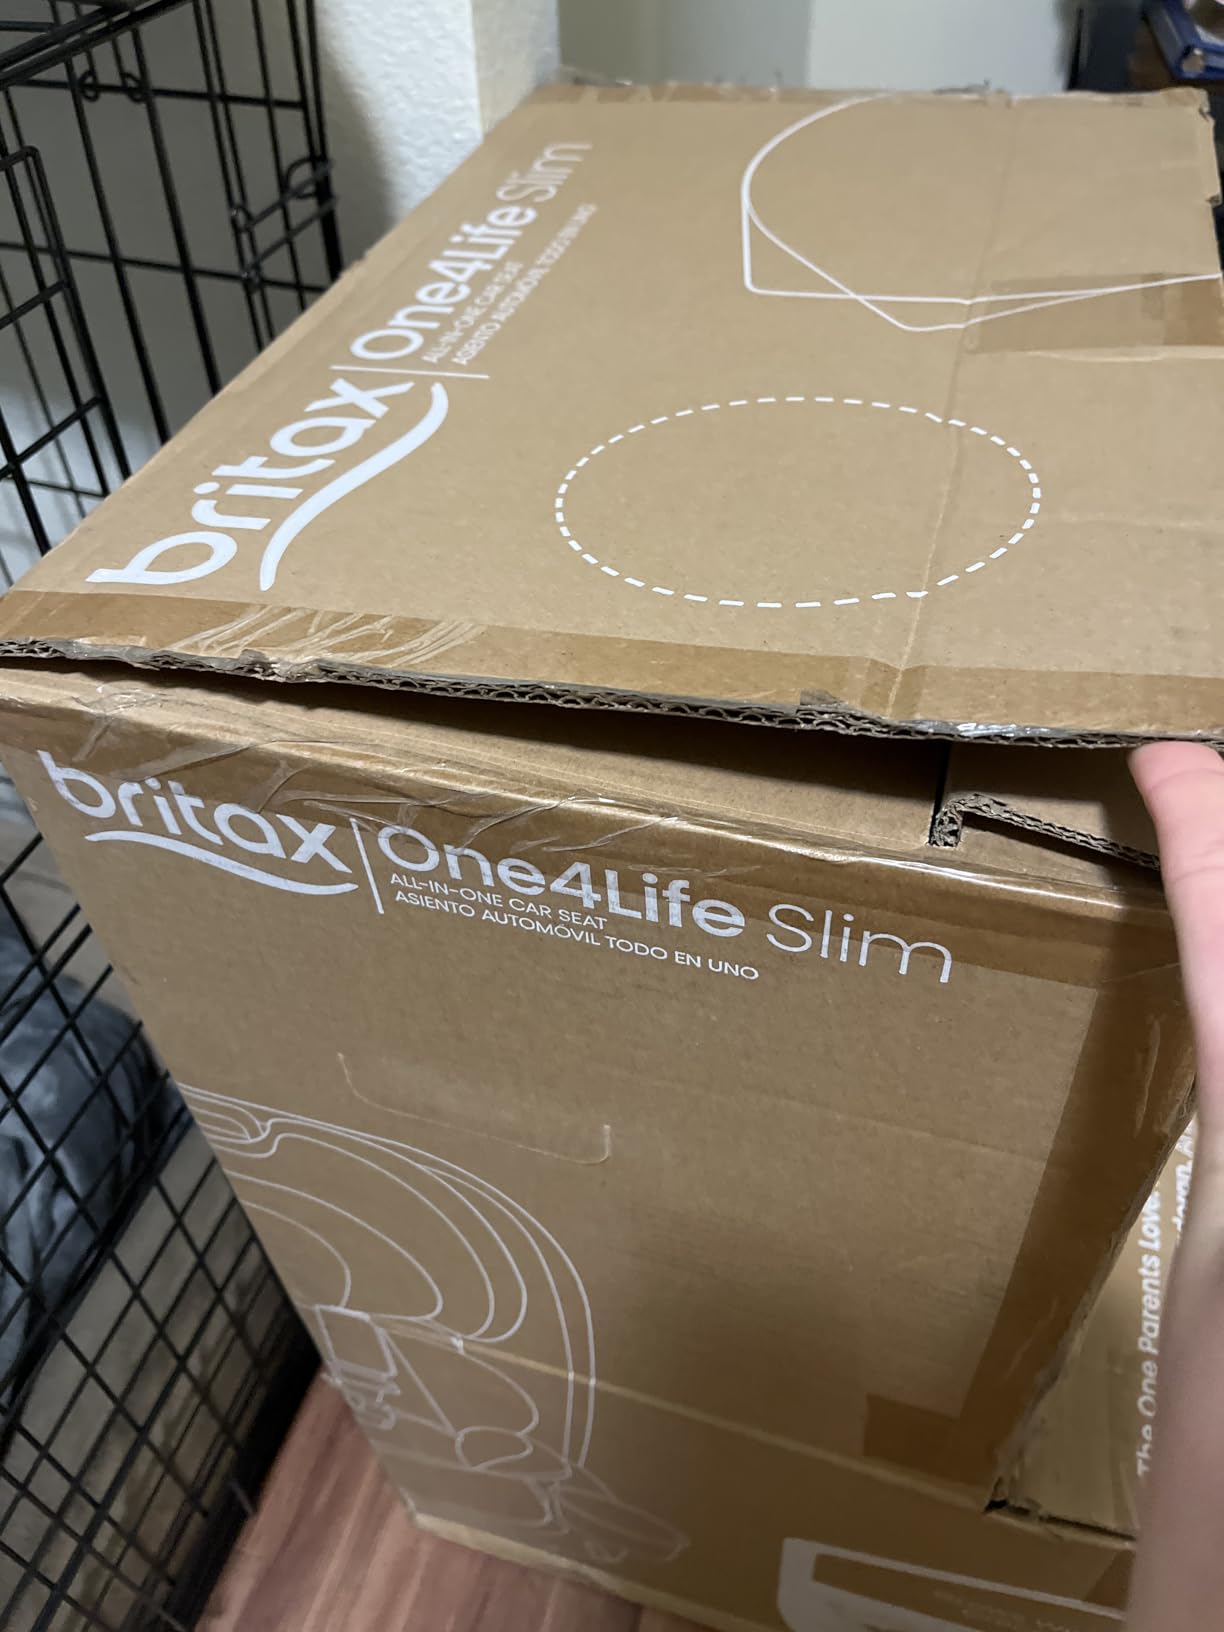 britax | One4Life Slim
ALL-IN-ONE CAR SEAT
ASIENTO AUTOMÓVIL TODO EN UNO
britax | One4Life Slim
ALL-IN-ONE CAR SEAT
ASIENTO AUTOMÓVIL TODO EN UNO
The One Parents Love.